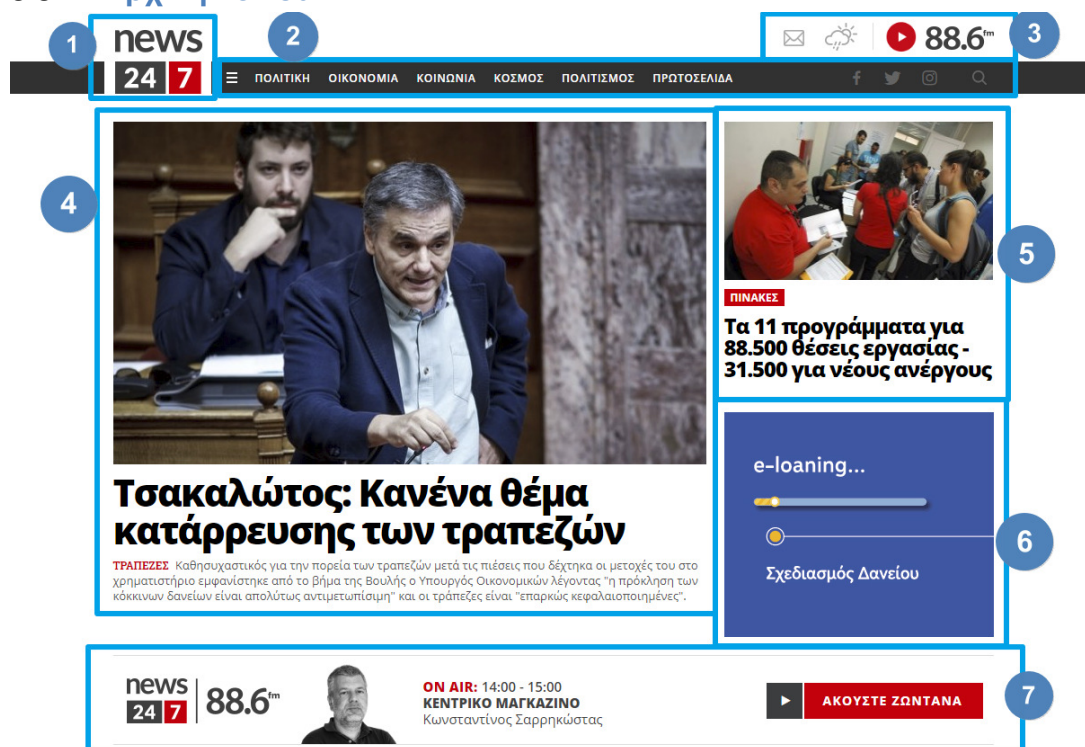 1
news
24 7
2
88.6fm
3
ΠΟΛΙΤΙΚΗ ΟΙΚΟΝΟΜΙΑ ΚΟΙΝΩΝΙΑ ΚΟΣΜΟΣ ΠΟΛΙΤΙΣΜΟΣ ΠΡΩΤΟΣΕΛΙΔΑ
4
Τσακαλώτος: Κανένα θέμα
κατάρρευσης των τραπεζών
ΤΡΑΠΕΖΕΣ Καθησυχαστικός για την πορεία των τραπεζών μετά τις πιέσεις που δέχτηκα οι μετοχές του στο
χρηματιστήριο εμφανίστηκε από το βήμα της Βουλής ο Υπουργός Οικονομικών λέγοντας "η πρόκληση των
κόκκινων δανείων είναι απολύτως αντιμετωπίσιμη" και οι τράπεζες είναι "επαρκώς κεφαλαιοποιημένες".
5
ΠΙΝΑΚΕΣ
Τα 11 προγράμματα για
88.500 θέσεις εργασίας -
31.500 για νέους ανέργους
e-loaning...
6
Σχεδιασμός Δανείου
news
24 7
88.6fm
ON AIR: 14:00 - 15:00
ΚΕΝΤΡΙΚΟ ΜΑΓΚΑΖΙΝΟ
Κωνσταντίνος Σαρρηκώστας
ΑΚΟΥΣΤΕ ΖΩΝΤΑΝΑ
7